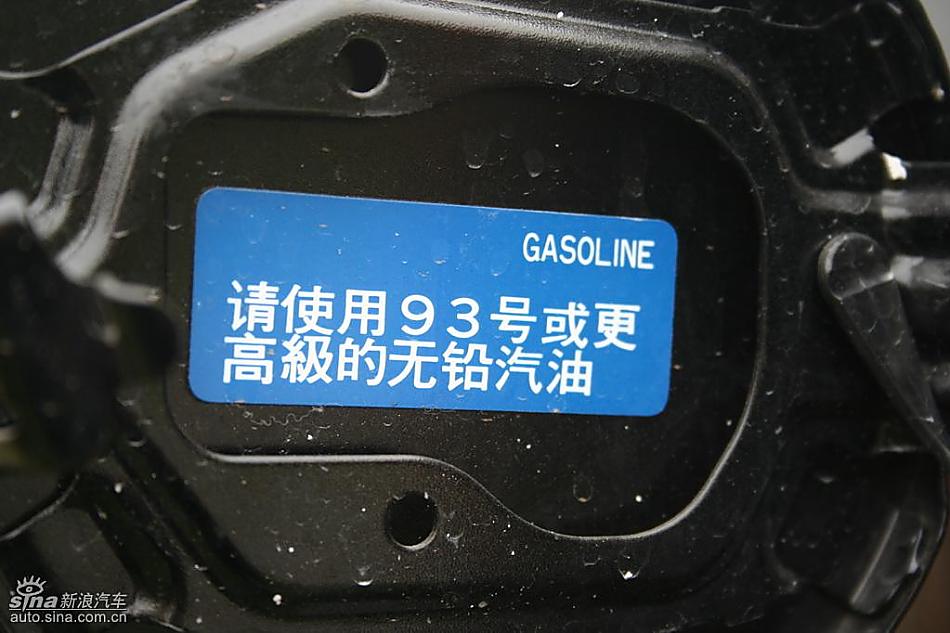 GASOLINE
请使用93号或更
高級的无铅汽油
sina新浪汽车
auto.sina.com.cn